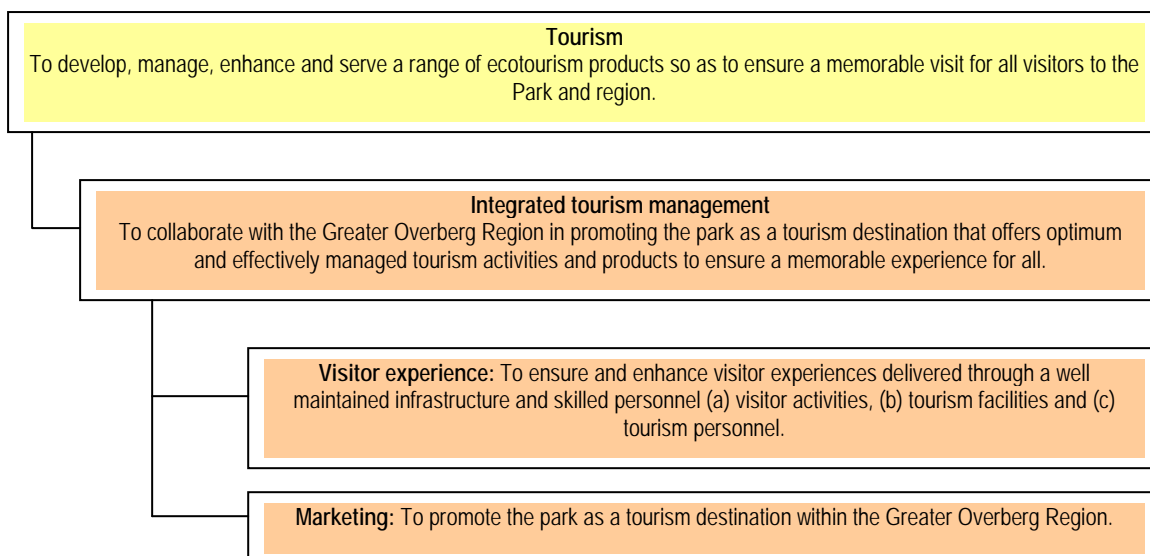 Tourism
To develop, manage, enhance and serve a range of ecotourism products so as to ensure a memorable visit for all visitors to the
Park and region.
Integrated tourism management
To collaborate with the Greater Overberg Region in promoting the park as a tourism destination that offers optimum
and effectively managed tourism activities and products to ensure a memorable experience for all.
Visitor experience: To ensure and enhance visitor experiences delivered through a well
maintained infrastructure and skilled personnel (a) visitor activities, (b) tourism facilities and (c)
tourism personnel.
Marketing: To promote the park as a tourism destination within the Greater Overberg Region.